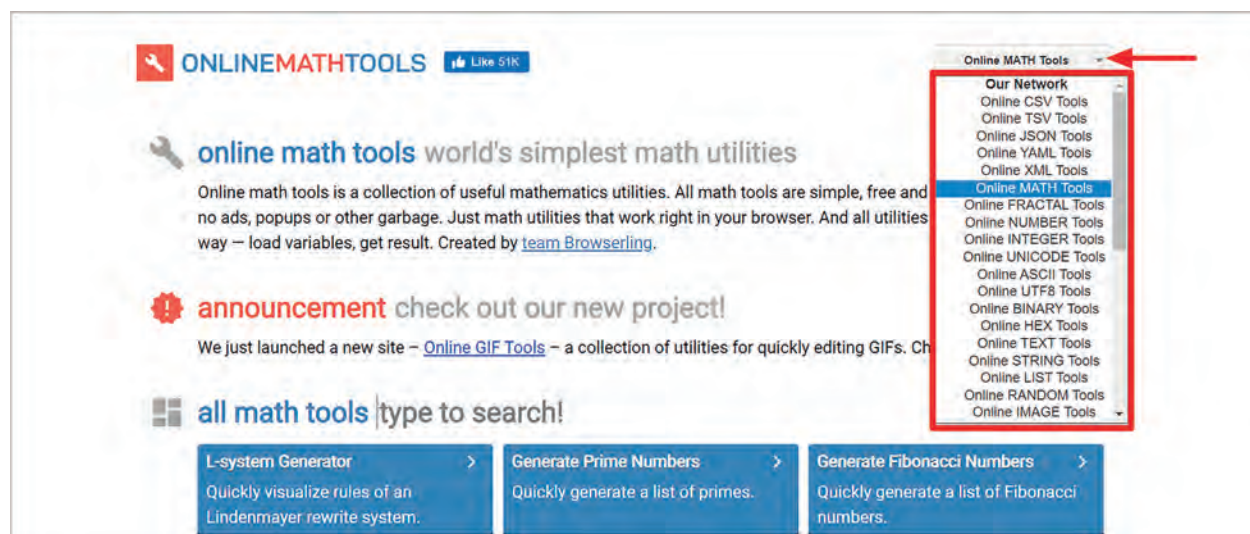 ONLINEMATHTOOLS Like 51K
Online MATH Tools
Our Network
Online CSV Tools
Online TSV Tools
Online JSON Tools
Online YAML Tools
Online XML Tools
Online MATH Tools
Online FRACTAL Tools
Online NUMBER Tools
Online INTEGER Tools
Online UNICODE Tools
Online ASCII Tools
Online UTF8 Tools
Online BINARY Tools
Online HEX Tools
Online TEXT Tools
Online STRING Tools
Online LIST Tools
Online RANDOM Tools
Online IMAGE Tools
online math tools world's simplest math utilities
Online math tools is a collection of useful mathematics utilities. All math tools are simple, free and
no ads, popups or other garbage. Just math utilities that work right in your browser. And all utilities
way — load variables, get result. Created by team Browserling.
announcement check out our new project!
We just launched a new site – Online GIF Tools – a collection of utilities for quickly editing GIFs. Ch
all math tools type to search!
L-system Generator
Quickly visualize rules of an
Lindenmayer rewrite system.
Generate Prime Numbers
Quickly generate a list of primes.
Generate Fibonacci Numbers
Quickly generate a list of Fibonacci
numbers.